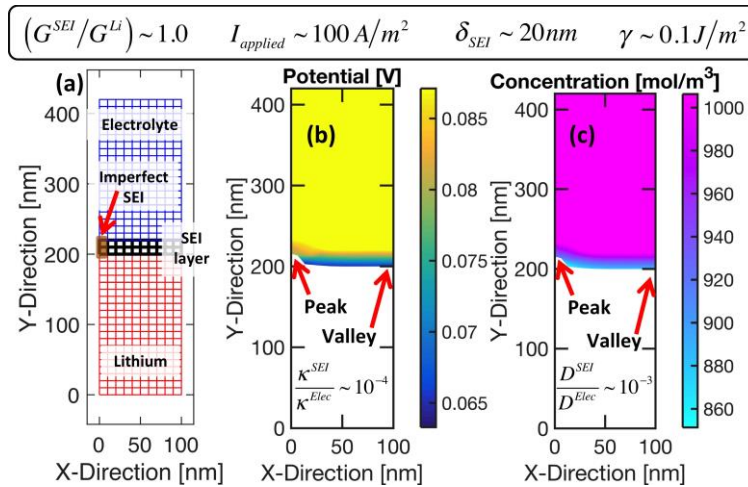 (G^SEI/G^Li) ~ 1.0 I_applied ~ 100 A/m² δ_SEI ~ 20nm γ ~ 0.1J/m²
(a)
400
300
200
100
0
Y-Direction [nm]
Electrolyte
Imperfect
SEI
SEI
layer
Lithium
0 50 100
X-Direction [nm]
Potential [V]
(b)
400
300
200
100
0
Y-Direction [nm]
Peak
Valley
κ^SEI/κ^Elec ~ 10⁻⁴
0 50 100
X-Direction [nm]
0.085
0.08
0.075
0.07
0.065
Concentration [mol/m³]
(c)
400
300
200
100
0
Y-Direction [nm]
Peak
Valley
D^SEI/D^Elec ~ 10⁻³
0 50 100
X-Direction [nm]
1000
980
960
940
920
900
880
860